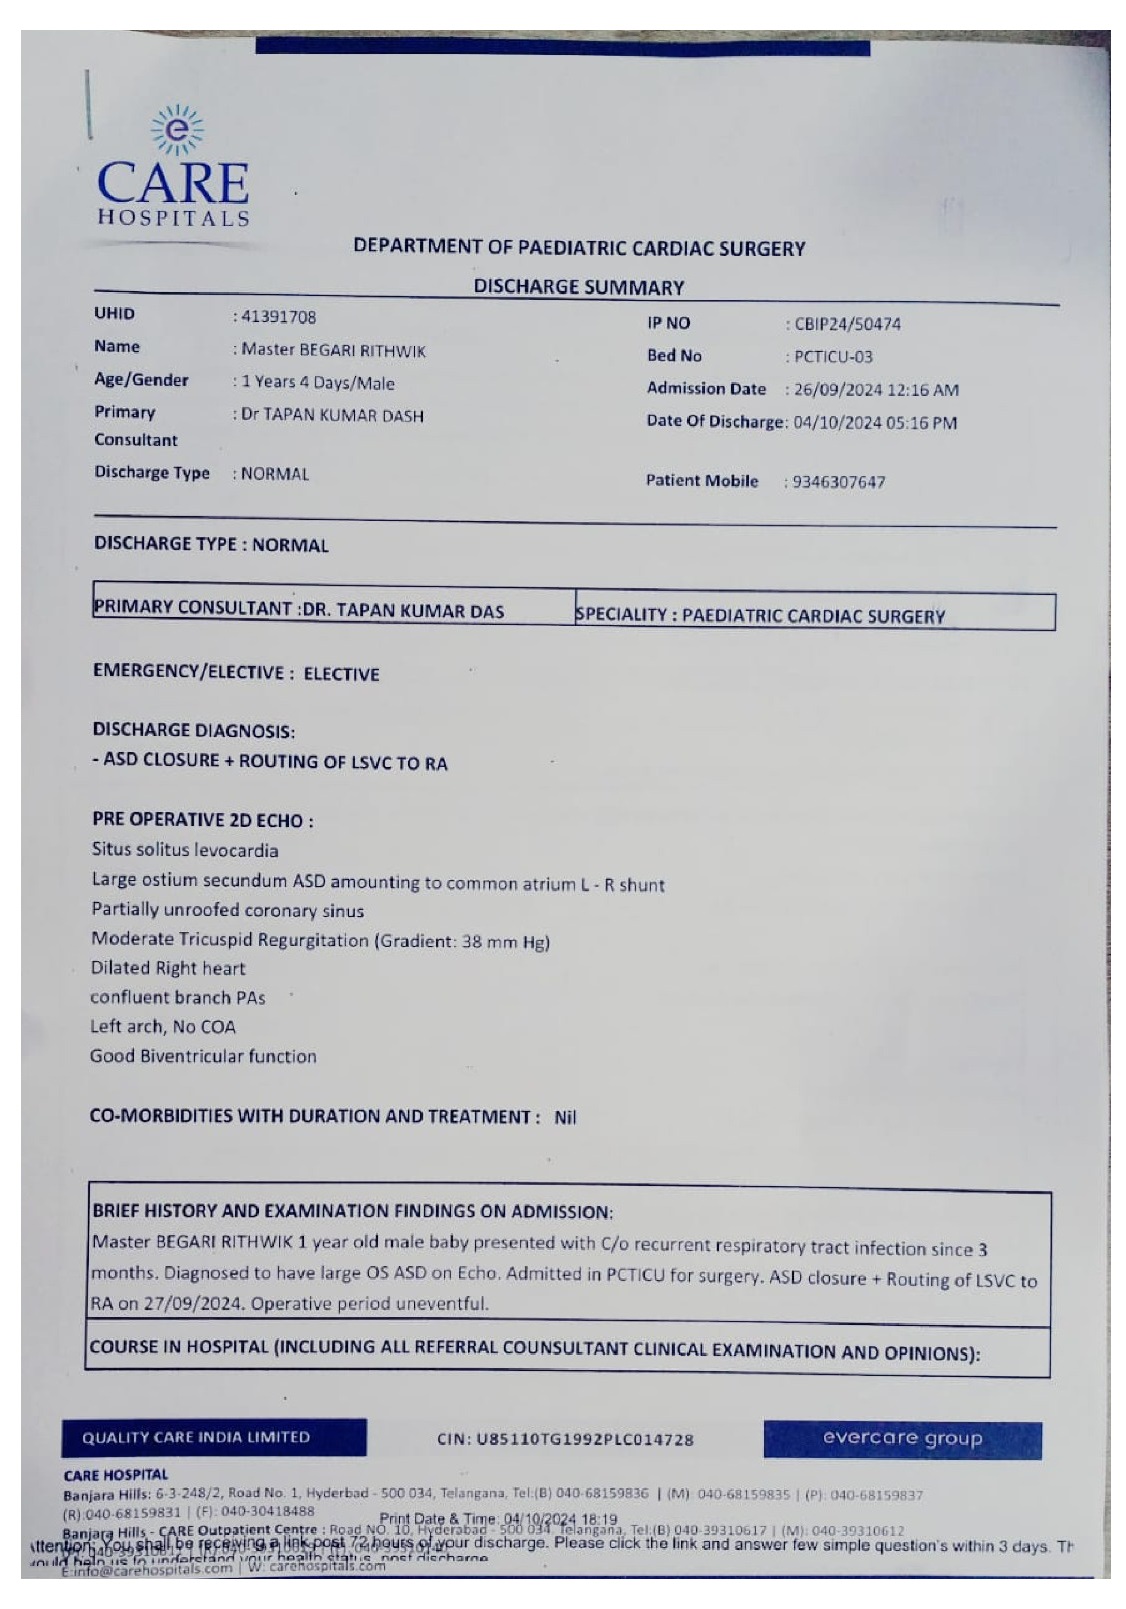 e
CARE
HOSPITALS
DEPARTMENT OF PAEDIATRIC CARDIAC SURGERY
DISCHARGE SUMMARY
UHID : 41391708
IP NO : CBIP24/50474
Name : Master BEGARI RITHWIK
Bed No : PCTICU-03
Age/Gender : 1 Years 4 Days/Male
Admission Date : 26/09/2024 12:16 AM
Primary Consultant : Dr TAPAN KUMAR DASH
Date Of Discharge: 04/10/2024 05:16 PM
Discharge Type : NORMAL
Patient Mobile : 9346307647
DISCHARGE TYPE : NORMAL
PRIMARY CONSULTANT :DR. TAPAN KUMAR DAS
SPECIALITY : PAEDIATRIC CARDIAC SURGERY
EMERGENCY/ELECTIVE : ELECTIVE
DISCHARGE DIAGNOSIS:
- ASD CLOSURE + ROUTING OF LSVC TO RA
PRE OPERATIVE 2D ECHO :
Situs solitus levocardia
Large ostium secundum ASD amounting to common atrium L - R shunt
Partially unroofed coronary sinus
Moderate Tricuspid Regurgitation (Gradient: 38 mm Hg)
Dilated Right heart
confluent branch PAs
Left arch, No COA
Good Biventricular function
CO-MORBIDITIES WITH DURATION AND TREATMENT : Nil
BRIEF HISTORY AND EXAMINATION FINDINGS ON ADMISSION:
Master BEGARI RITHWIK 1 year old male baby presented with C/o recurrent respiratory tract infection since 3
months. Diagnosed to have large OS ASD on Echo. Admitted in PCTICU for surgery. ASD closure + Routing of LSVC to
RA on 27/09/2024. Operative period uneventful.
COURSE IN HOSPITAL (INCLUDING ALL REFERRAL COUNSULTANT CLINICAL EXAMINATION AND OPINIONS):
QUALITY CARE INDIA LIMITED
CIN: U85110TG1992PLC014728
evercare group
CARE HOSPITAL
Banjara Hills: 6-3-248/2, Road No. 1, Hyderbad - 500 034, Telangana, Tel:(B) 040-68159836 | (M): 040-68159835 | (P): 040-68159837
(R):040-68159831 | (F): 040-30418488
Print Date & Time: 04/10/2024 18:19
Banjara Hills - CARE Outpatient Centre : Road NO. 10, Hyderabad - 500 034. Telangana, Tel:(B) 040-39310617 | (M): 040-39310612
ttention: You shall be receiving a link post 72 hours of your discharge. Please click the link and answer few simple question's within 3 days. Th
would help us to understand your health status post discharge
E:info@carehospitals.com | W: carehospitals.com